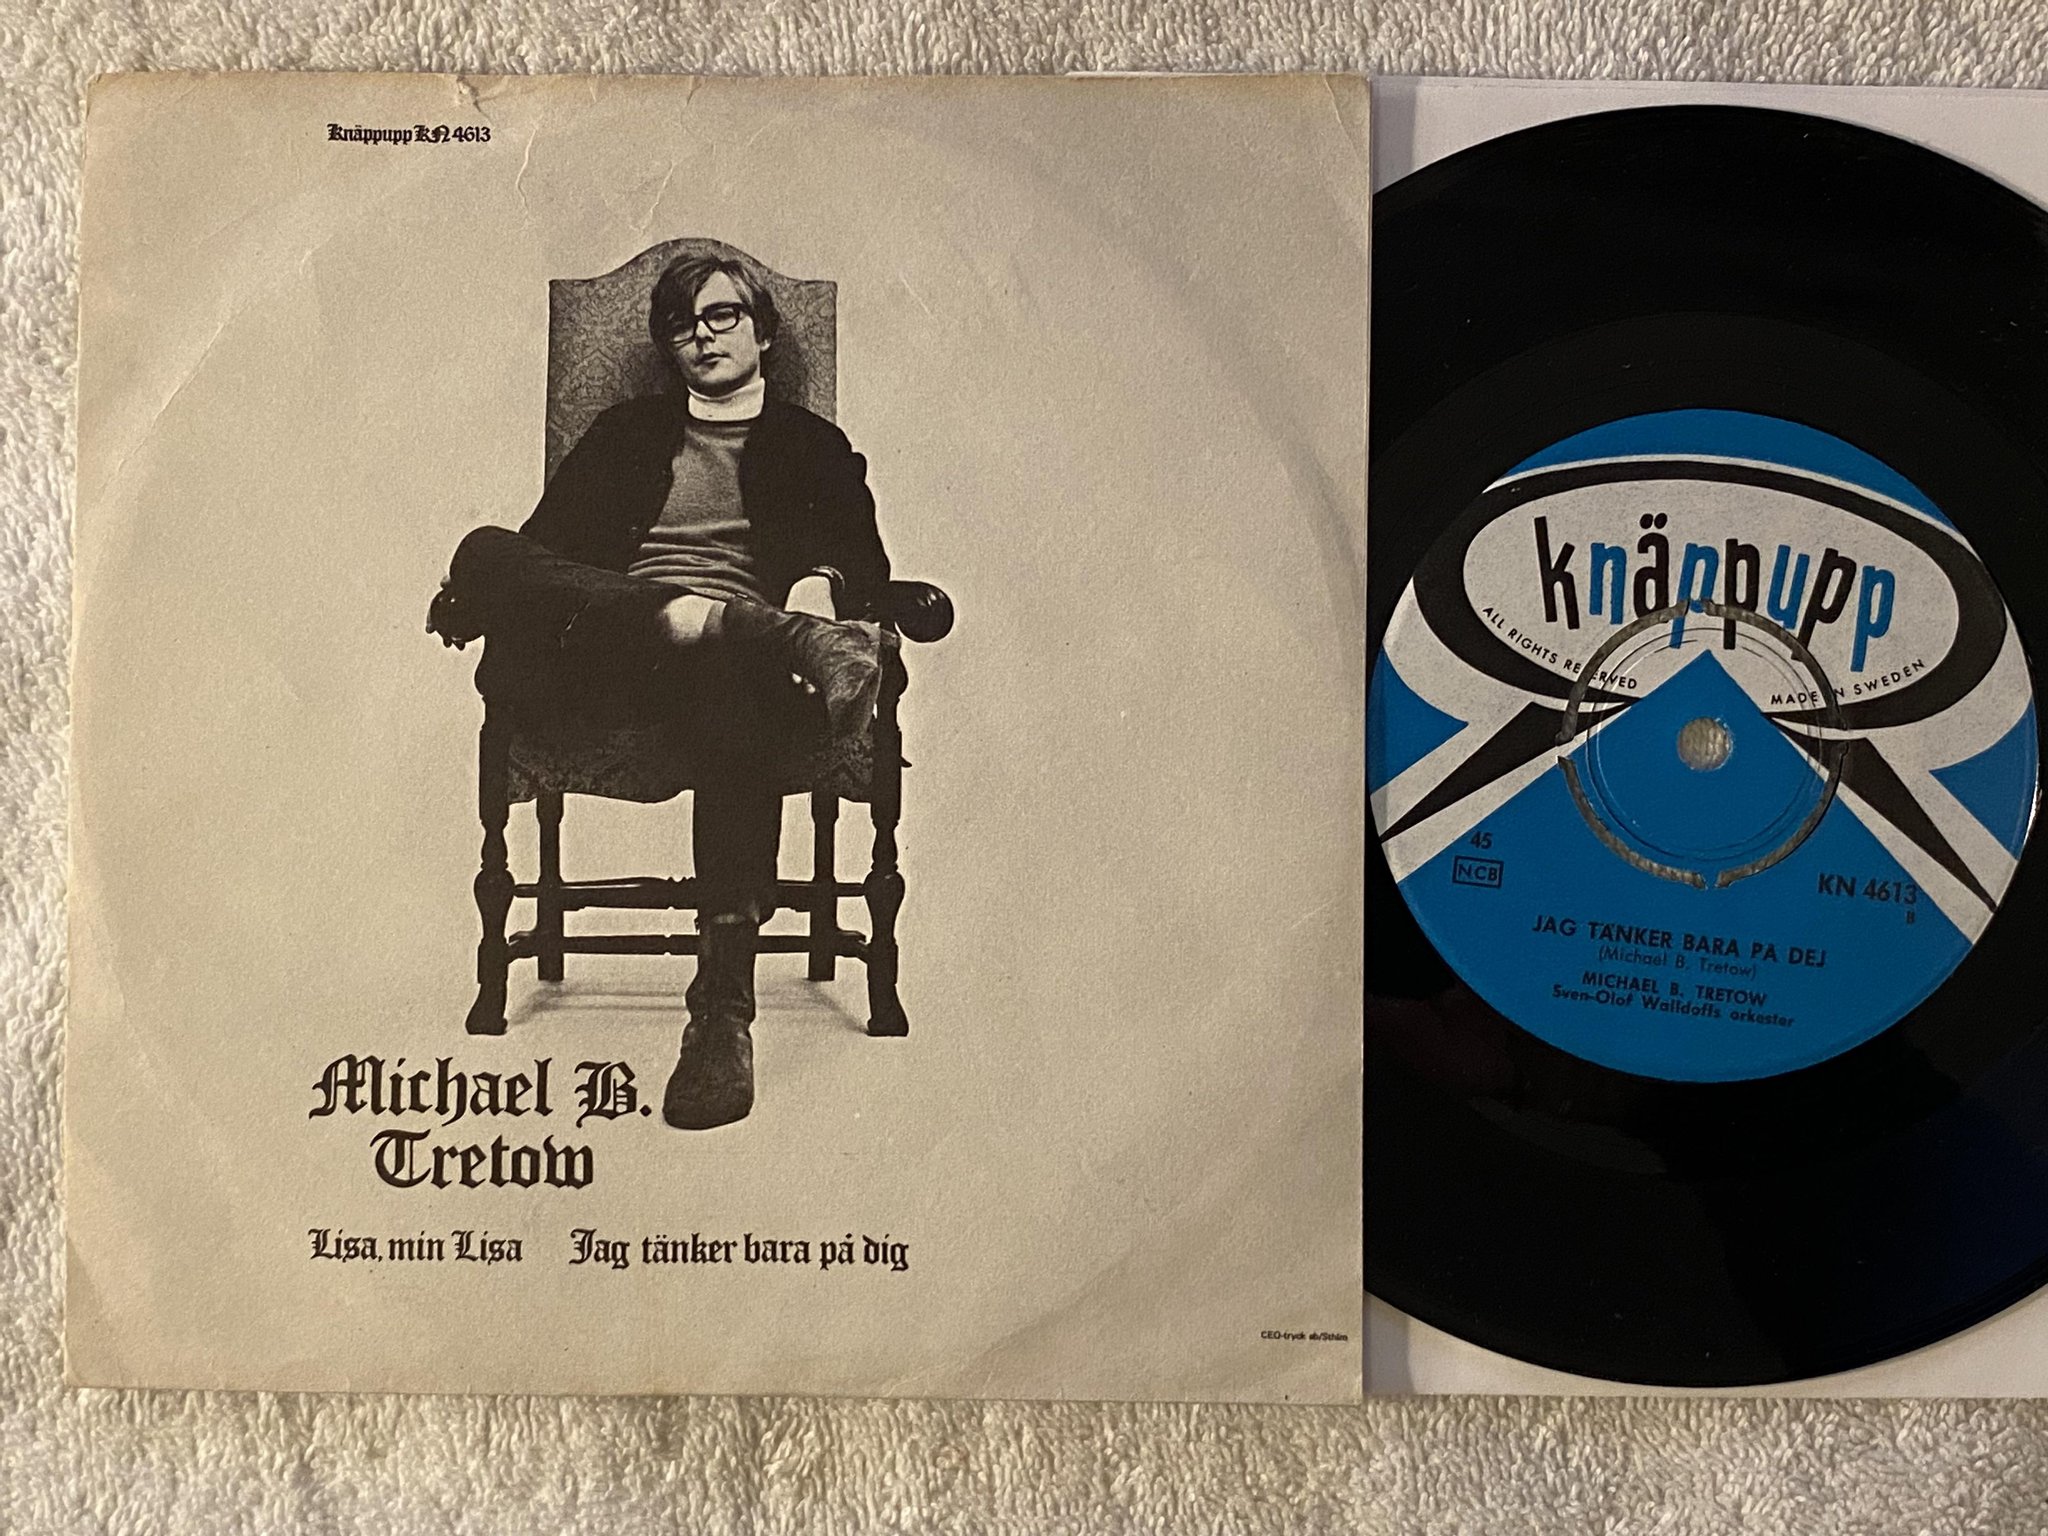 Knäppupp KN 4613
Michael B.
Tretow
Lisa, min Lisa Jag tänker bara på dig
CEO-tryck ab/Sthlm
knäppupp
ALL RIGHTS RESERVED
MADE IN SWEDEN
45
NCB
KN 4613
B
JAG TÄNKER BARA PÅ DEJ
(Michael B. Tretow)
MICHAEL B. TRETOW
Sven-Olof Walldoffs orkester